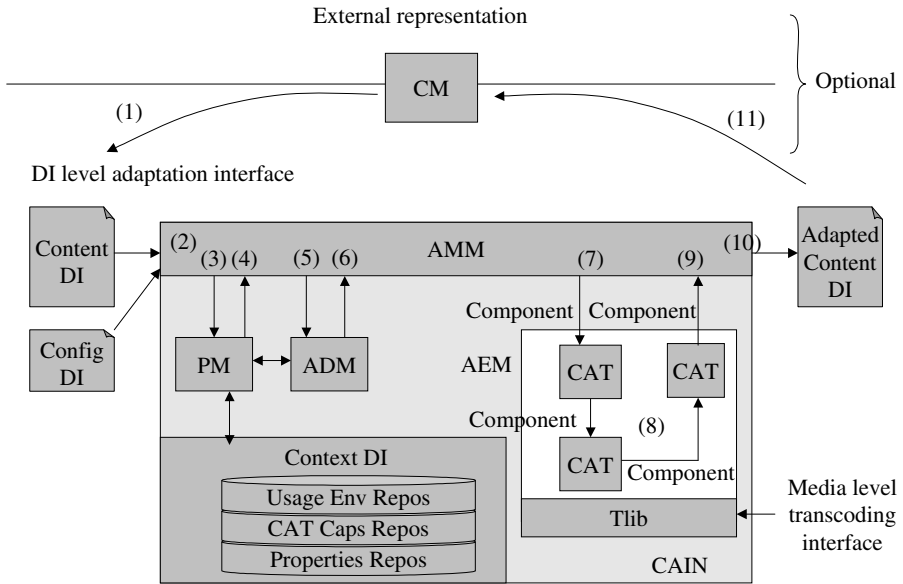 External representation
CM
Optional
(1)
(11)
DI level adaptation interface
Content
DI
(2)
AMM
(10)
Adapted
Content
DI
(3)
(4)
(5)
(6)
(7)
(9)
Component
Component
Config
DI
PM
ADM
AEM
CAT
CAT
Component
(8)
CAT
Component
Context DI
Usage Env Repos
CAT Caps Repos
Properties Repos
Tlib
Media level
transcoding
interface
CAIN